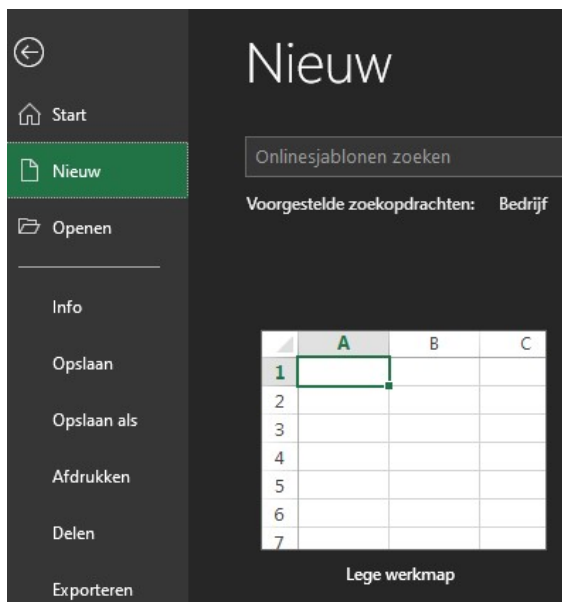 Nieuw
Start
Nieuw
Openen
Info
Opslaan
Opslaan als
Afdrukken
Delen
Exporteren
Onlinesjablonen zoeken
Voorgestelde zoekopdrachten: Bedrijf
A B C
1
2
3
4
5
6
7
Lege werkmap